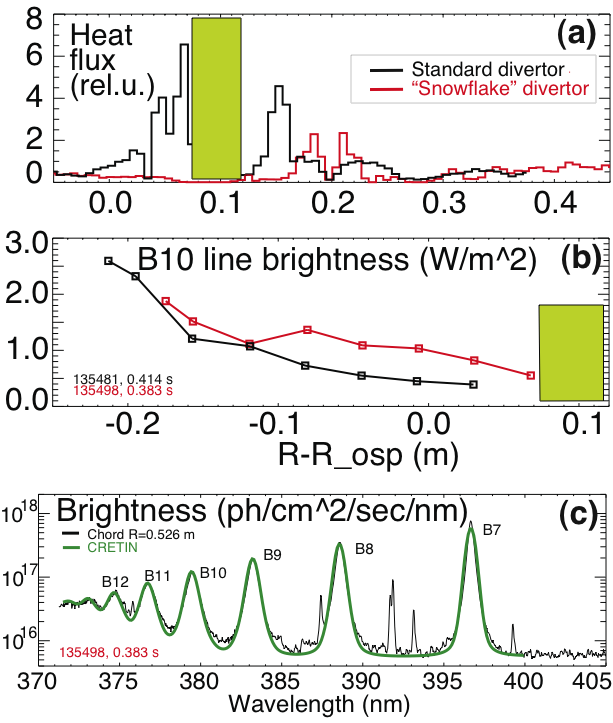 Heat
flux
(rel.u.)
(a)
Standard divertor
“Snowflake” divertor
8
6
4
2
0
0.0 0.1 0.2 0.3 0.4
B10 line brightness (W/m^2) (b)
3.0
2.0
1.0
0.0
135481, 0.414 s
135498, 0.383 s
-0.2 -0.1 0.0 0.1
R-R_osp (m)
Brightness (ph/cm^2/sec/nm) (c)
Chord R=0.526 m
CRETIN
10^18
10^17
10^16
B12 B11 B10 B9 B8 B7
135498, 0.383 s
370 375 380 385 390 395 400 405
Wavelength (nm)